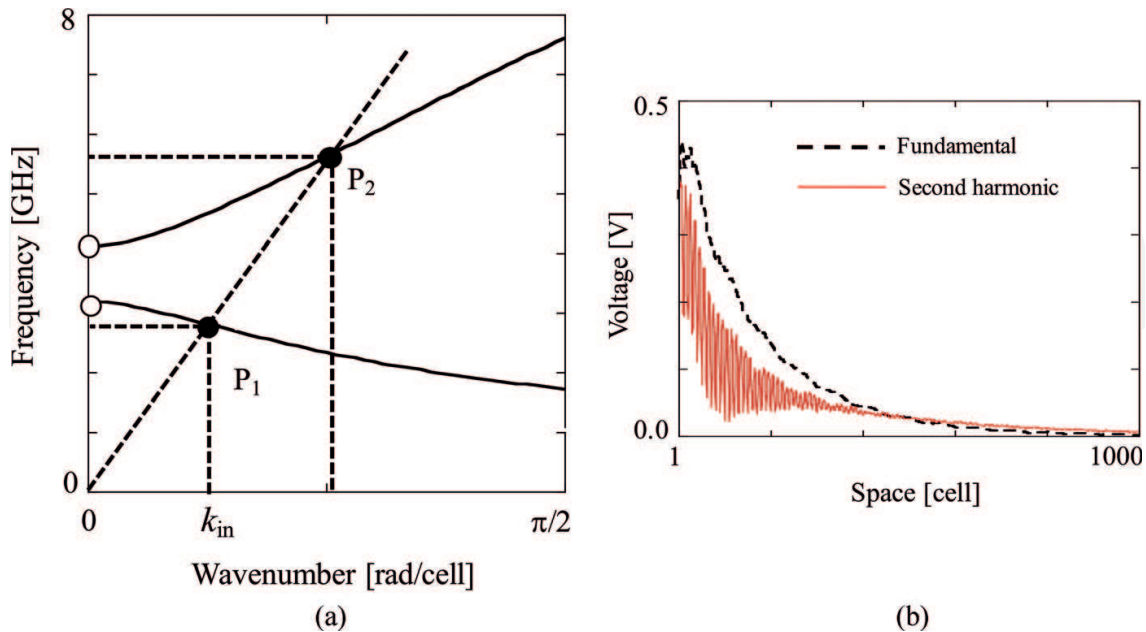 8
Frequency [GHz]
P2
P1
0
0
kin
π/2
Wavenumber [rad/cell]
(a)
0.5
Fundamental
Second harmonic
Voltage [V]
0.0
1
1000
Space [cell]
(b)